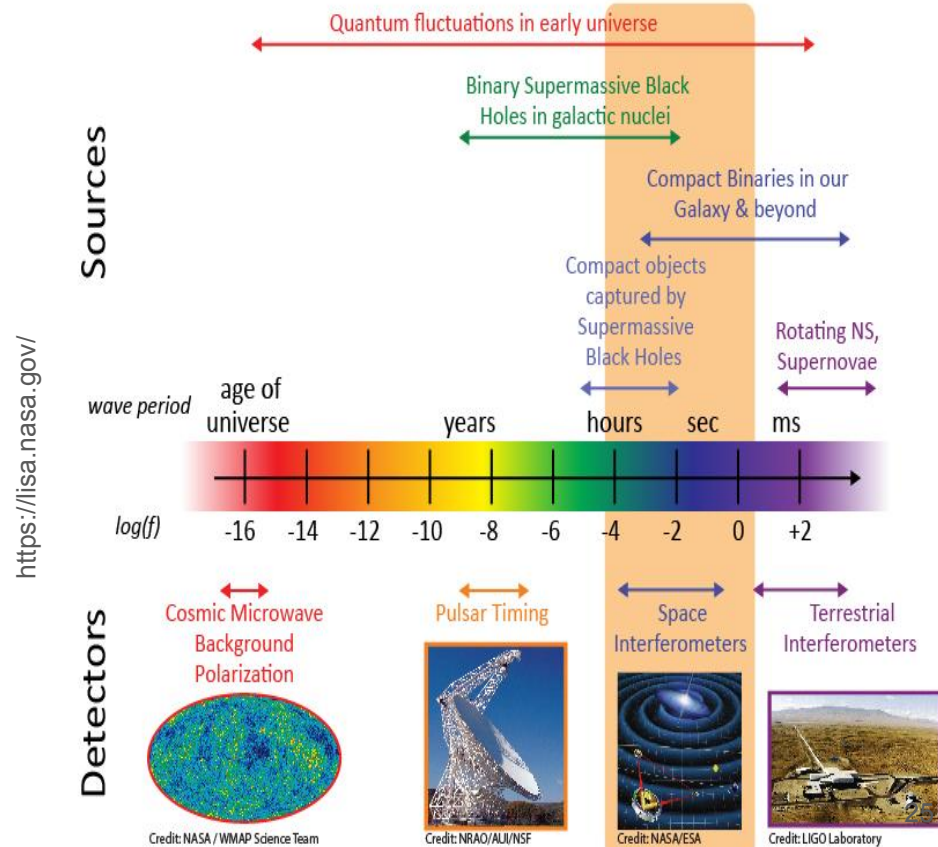 Quantum fluctuations in early universe
Binary Supermassive Black
Holes in galactic nuclei
Compact Binaries in our
Galaxy & beyond
Compact objects
captured by
Supermassive
Black Holes
Rotating NS,
Supernovae
Sources
https://lisa.nasa.gov/
wave period
age of
universe
years
hours
sec
ms
log(f)
-16 -14 -12 -10 -8 -6 -4 -2 0 +2
Detectors
Cosmic Microwave
Background
Polarization
Pulsar Timing
Space
Interferometers
Terrestrial
Interferometers
Credit: NASA / WMAP Science Team
Credit: NRAO/AUI/NSF
Credit: NASA/ESA
Credit: LIGO Laboratory